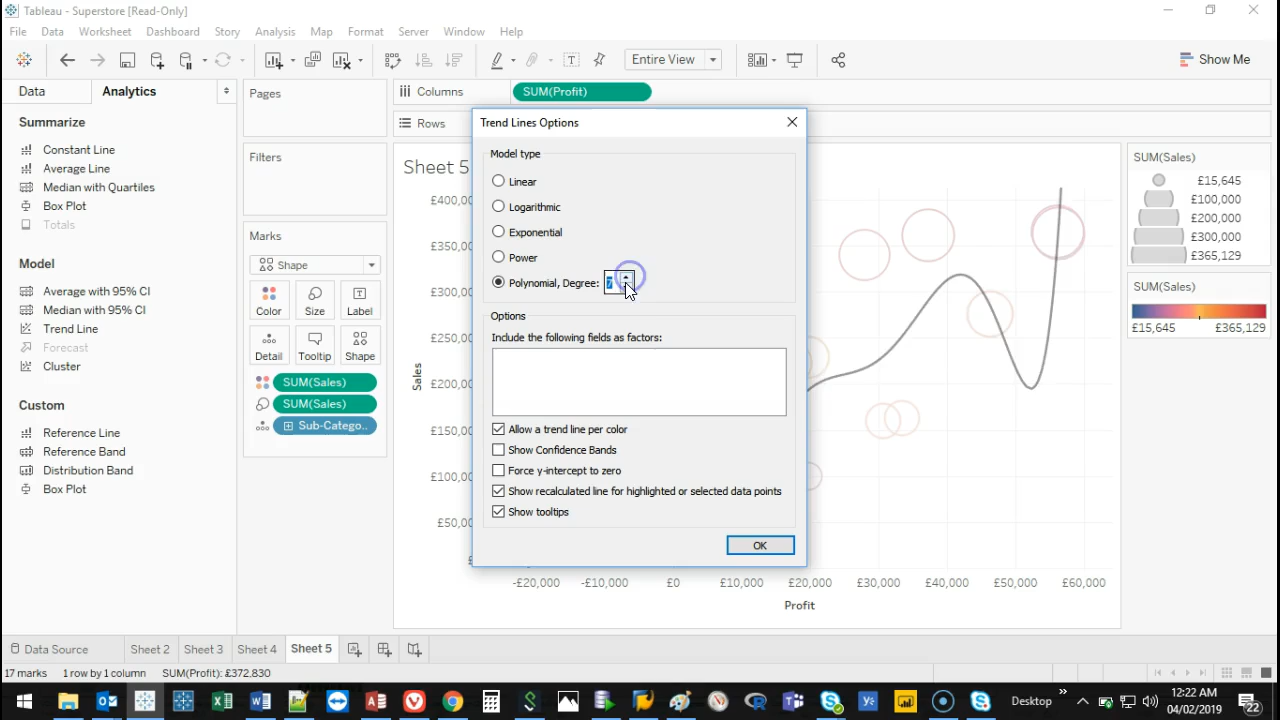 Tableau - Superstore [Read-Only]
File Data Worksheet Dashboard Story Analysis Map Format Server Window Help
Entire View
Show Me
Data Analytics
Summarize
Constant Line
Average Line
Median with Quartiles
Box Plot
Totals
Model
Average with 95% CI
Median with 95% CI
Trend Line
Forecast
Cluster
Custom
Reference Line
Reference Band
Distribution Band
Box Plot
Pages
Filters
Marks
Shape
Color Size Label
Detail Tooltip Shape
SUM(Sales)
SUM(Sales)
Sub-Catego..
Columns SUM(Profit)
Rows
Sheet 5
£400,0
£350,0
£300,0
£250,0
£200,0
£150,0
£100,0
£50,0
Sales
-£20,000 -£10,000 £0 £10,000 £20,000 £30,000 £40,000 £50,000 £60,000
Profit
Trend Lines Options
Model type
Linear
Logarithmic
Exponential
Power
Polynomial, Degree: 7
Options
Include the following fields as factors:
Allow a trend line per color
Show Confidence Bands
Force y-intercept to zero
Show recalculated line for highlighted or selected data points
Show tooltips
OK
SUM(Sales)
£15,645
£100,000
£200,000
£300,000
£365,129
SUM(Sales)
£15,645 £365,129
Data Source Sheet 2 Sheet 3 Sheet 4 Sheet 5
17 marks 1 row by 1 column SUM(Profit): £372,830
Desktop
12:22 AM
04/02/2019
22